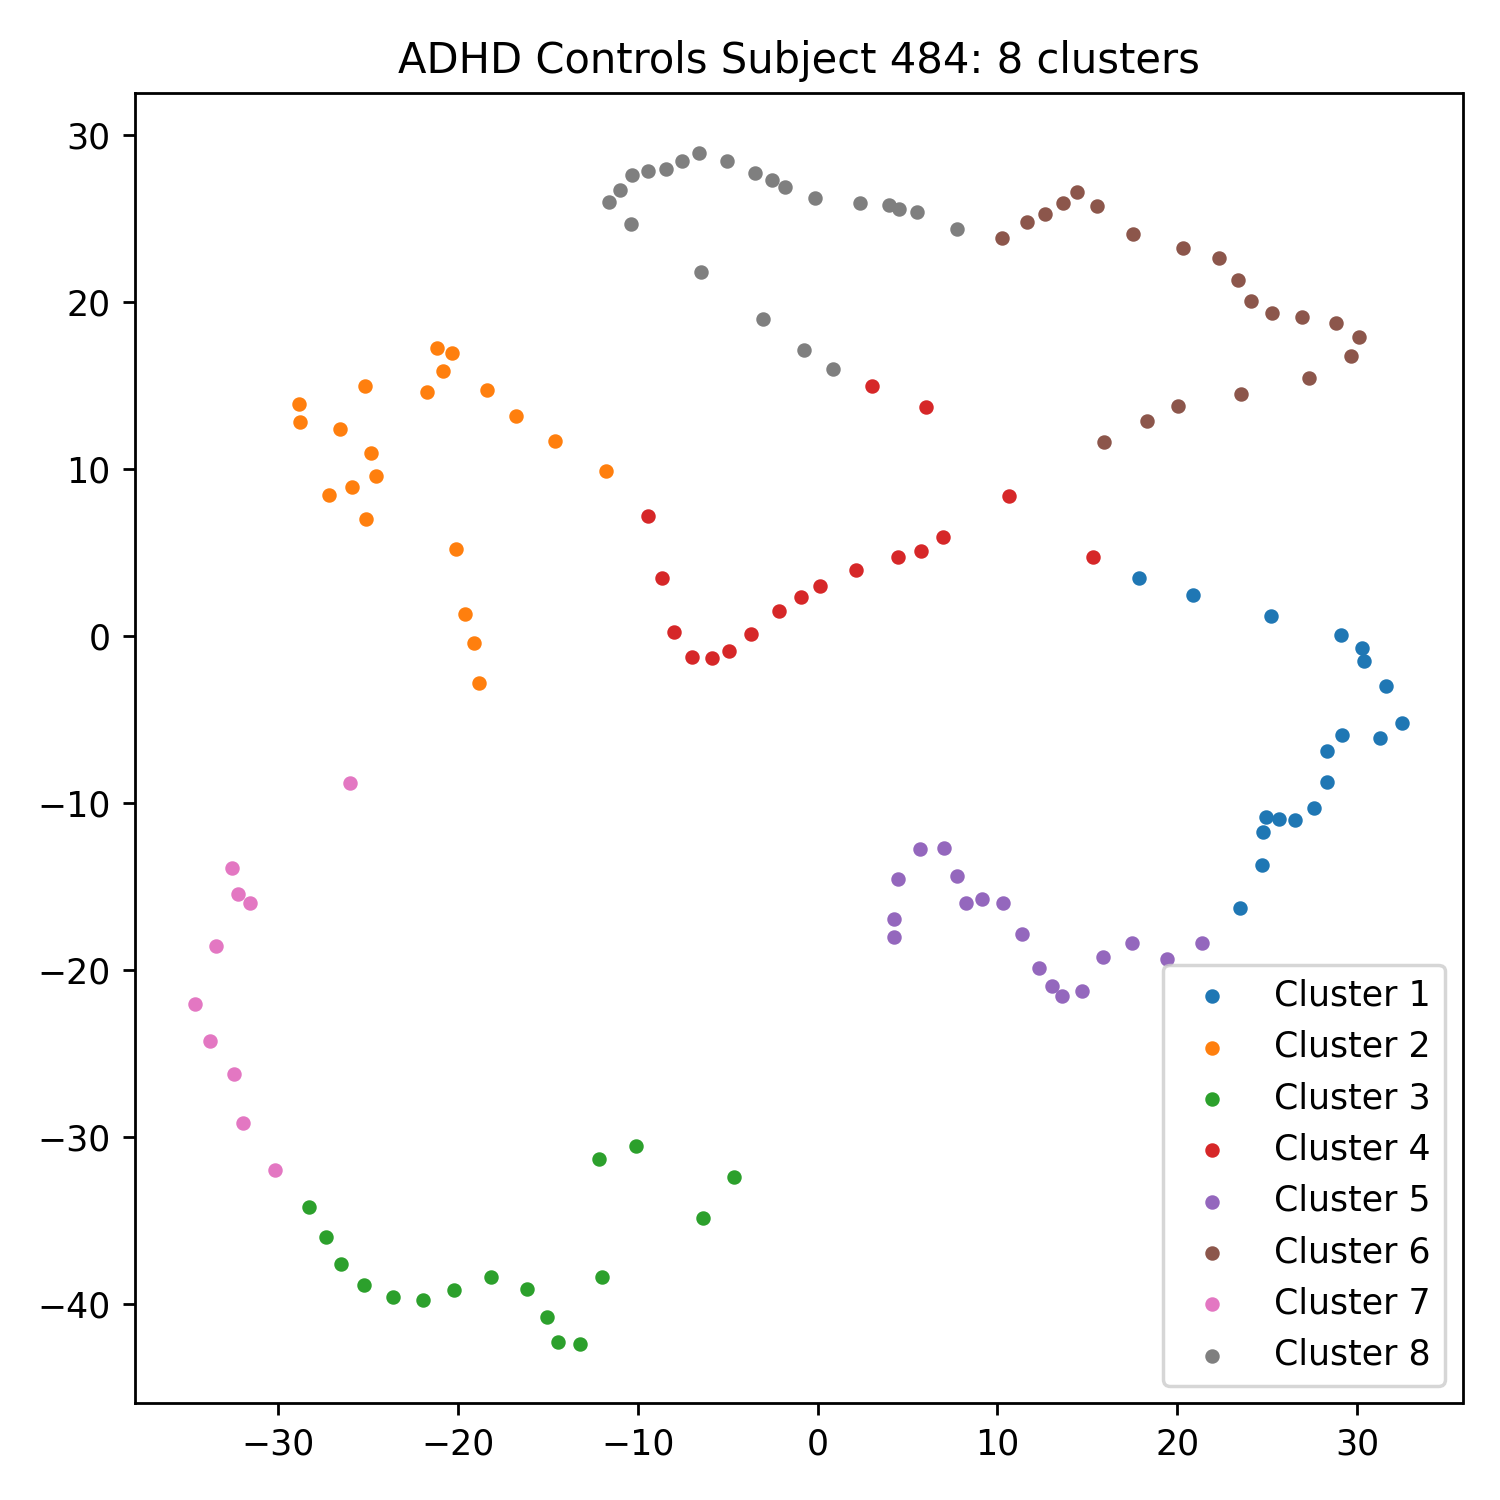 ADHD Controls Subject 484: 8 clusters
30
20
10
0
−10
−20
−30
−40
−30
−20
−10
0
10
20
30
Cluster 1
Cluster 2
Cluster 3
Cluster 4
Cluster 5
Cluster 6
Cluster 7
Cluster 8